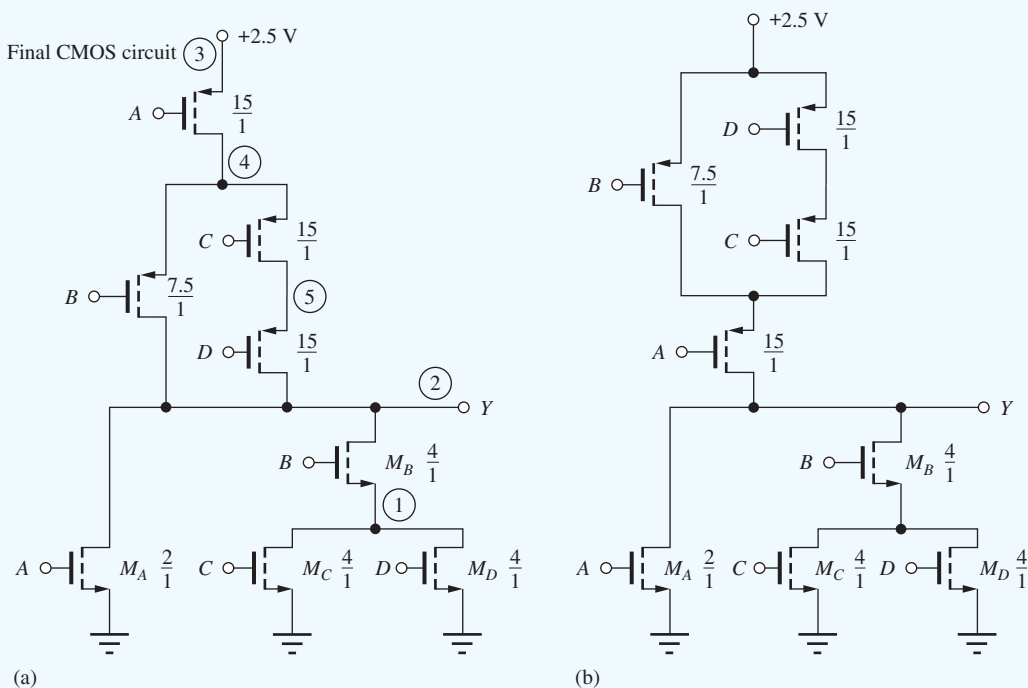 +2.5 V
Final CMOS circuit 3
A 15/1
4
C 15/1
B 7.5/1
5
D 15/1
2
Y
B M_B 4/1
1
A M_A 2/1
C M_C 4/1
D M_D 4/1
(a)
+2.5 V
D 15/1
B 7.5/1
C 15/1
A 15/1
Y
B M_B 4/1
A M_A 2/1
C M_C 4/1
D M_D 4/1
(b)